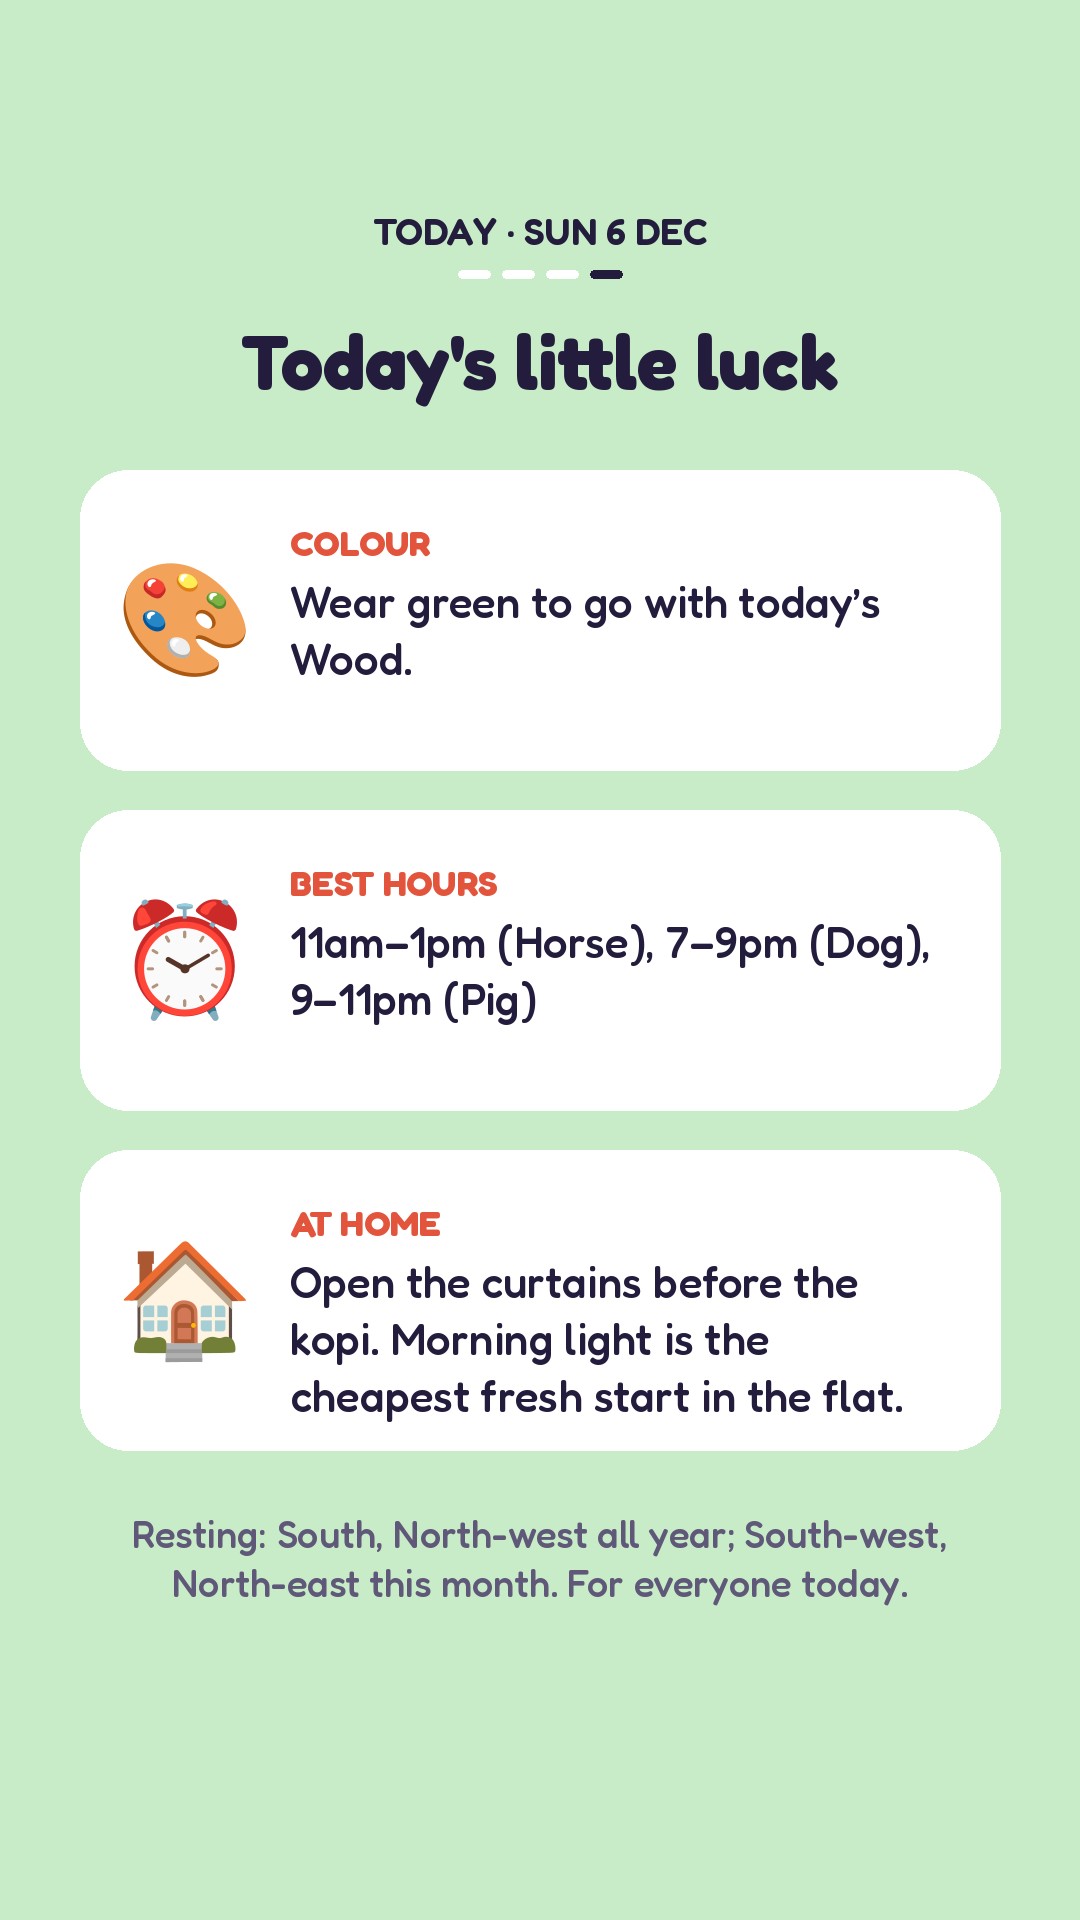 TODAY · SUN 6 DEC
Today's little luck
COLOUR
Wear green to go with today’s
Wood.
BEST HOURS
11am–1pm (Horse), 7–9pm (Dog),
9–11pm (Pig)
AT HOME
Open the curtains before the
kopi. Morning light is the
cheapest fresh start in the flat.
Resting: South, North-west all year; South-west,
North-east this month. For everyone today.